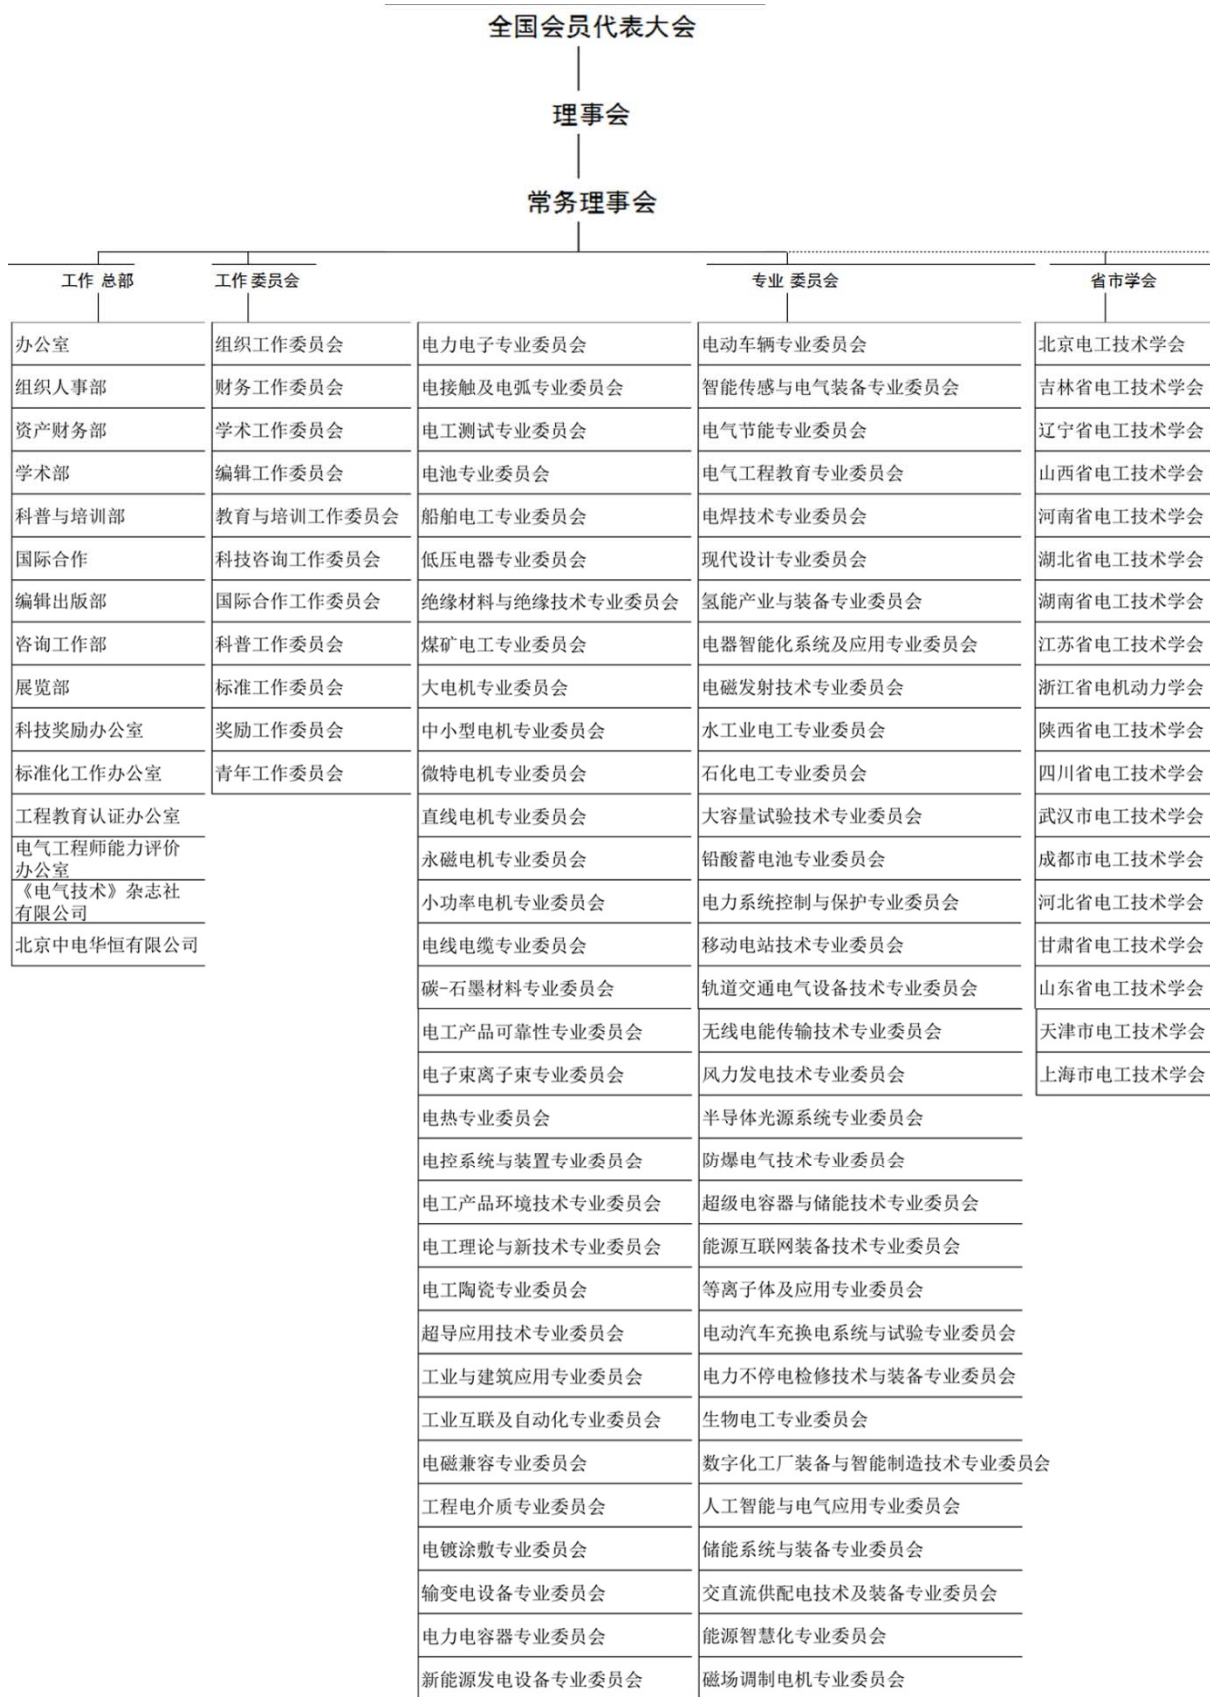 全国会员代表大会
理事会
常务理事会
工作 总部
工作 委员会
专业 委员会
省市学会
办公室
组织人事部
资产财务部
学术部
科普与培训部
国际合作
编辑出版部
咨询工作部
展览部
科技奖励办公室
标准化工作办公室
工程教育认证办公室
电气工程师能力评价
办公室
《电气技术》杂志社
有限公司
北京中电华恒有限公司
组织工作委员会
财务工作委员会
学术工作委员会
编辑工作委员会
教育与培训工作委员会
科技咨询工作委员会
国际合作工作委员会
科普工作委员会
标准工作委员会
奖励工作委员会
青年工作委员会
电力电子专业委员会
电接触及电弧专业委员会
电工测试专业委员会
电池专业委员会
船舶电工专业委员会
低压电器专业委员会
绝缘材料与绝缘技术专业委员会
煤矿电工专业委员会
大电机专业委员会
中小型电机专业委员会
微特电机专业委员会
直线电机专业委员会
永磁电机专业委员会
小功率电机专业委员会
电线电缆专业委员会
碳-石墨材料专业委员会
电工产品可靠性专业委员会
电子束离子束专业委员会
电热专业委员会
电控系统与装置专业委员会
电工产品环境技术专业委员会
电工理论与新技术专业委员会
电工陶瓷专业委员会
超导应用技术专业委员会
工业与建筑应用专业委员会
工业互联及自动化专业委员会
电磁兼容专业委员会
工程电介质专业委员会
电镀涂敷专业委员会
输变电设备专业委员会
电力电容器专业委员会
新能源发电设备专业委员会
电动车辆专业委员会
智能传感与电气装备专业委员会
电气节能专业委员会
电气工程教育专业委员会
电焊技术专业委员会
现代设计专业委员会
氢能产业与装备专业委员会
电器智能化系统及应用专业委员会
电磁发射技术专业委员会
水工业电工专业委员会
石化电工专业委员会
大容量试验技术专业委员会
铅酸蓄电池专业委员会
电力系统控制与保护专业委员会
移动电站技术专业委员会
轨道交通电气设备技术专业委员会
无线电能传输技术专业委员会
风力发电技术专业委员会
半导体光源系统专业委员会
防爆电气技术专业委员会
超级电容器与储能技术专业委员会
能源互联网装备技术专业委员会
等离子体及应用专业委员会
电动汽车充换电系统与试验专业委员会
电力不停电检修技术与装备专业委员会
生物电工专业委员会
数字化工厂装备与智能制造技术专业委员会
人工智能与电气应用专业委员会
储能系统与装备专业委员会
交直流供配电技术及装备专业委员会
能源智慧化专业委员会
磁场调制电机专业委员会
北京电工技术学会
吉林省电工技术学会
辽宁省电工技术学会
山西省电工技术学会
河南省电工技术学会
湖北省电工技术学会
湖南省电工技术学会
江苏省电工技术学会
浙江省电机动力学会
陕西省电工技术学会
四川省电工技术学会
武汉市电工技术学会
成都市电工技术学会
河北省电工技术学会
甘肃省电工技术学会
山东省电工技术学会
天津市电工技术学会
上海市电工技术学会